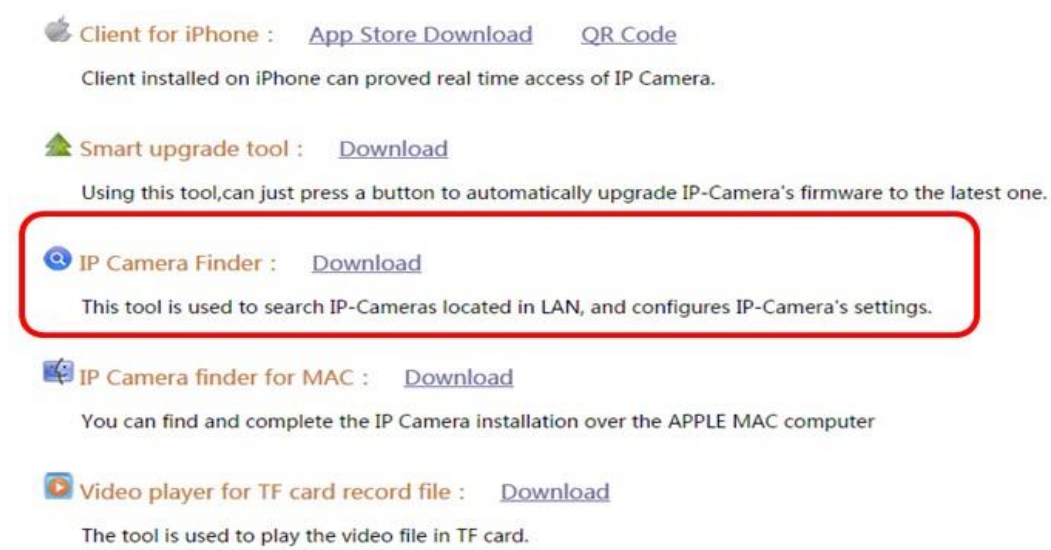 Client for iPhone : App Store Download QR Code
Client installed on iPhone can proved real time access of IP Camera.
Smart upgrade tool : Download
Using this tool,can just press a button to automatically upgrade IP-Camera's firmware to the latest one.
IP Camera Finder : Download
This tool is used to search IP-Cameras located in LAN, and configures IP-Camera's settings.
IP Camera finder for MAC : Download
You can find and complete the IP Camera installation over the APPLE MAC computer
Video player for TF card record file : Download
The tool is used to play the video file in TF card.